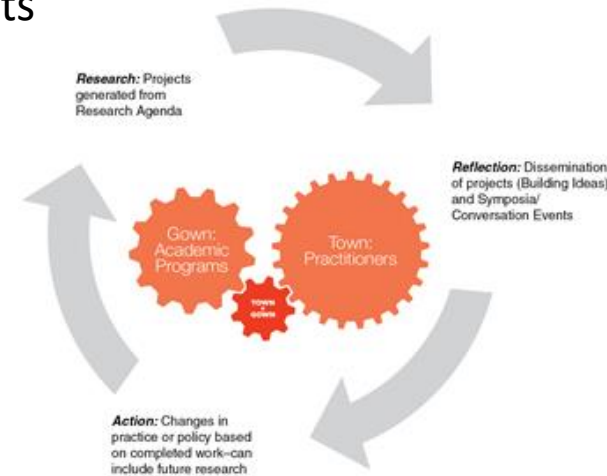 ts
Research: Projects
generated from
Research Agenda
Reflection: Dissemination
of projects (Building Ideas)
and Symposia/
Conversation Events
Gown:
Academic
Programs
Town:
Practitioners
TOWN
+
GOWN
Action: Changes in
practice or policy based
on completed work–can
include future research